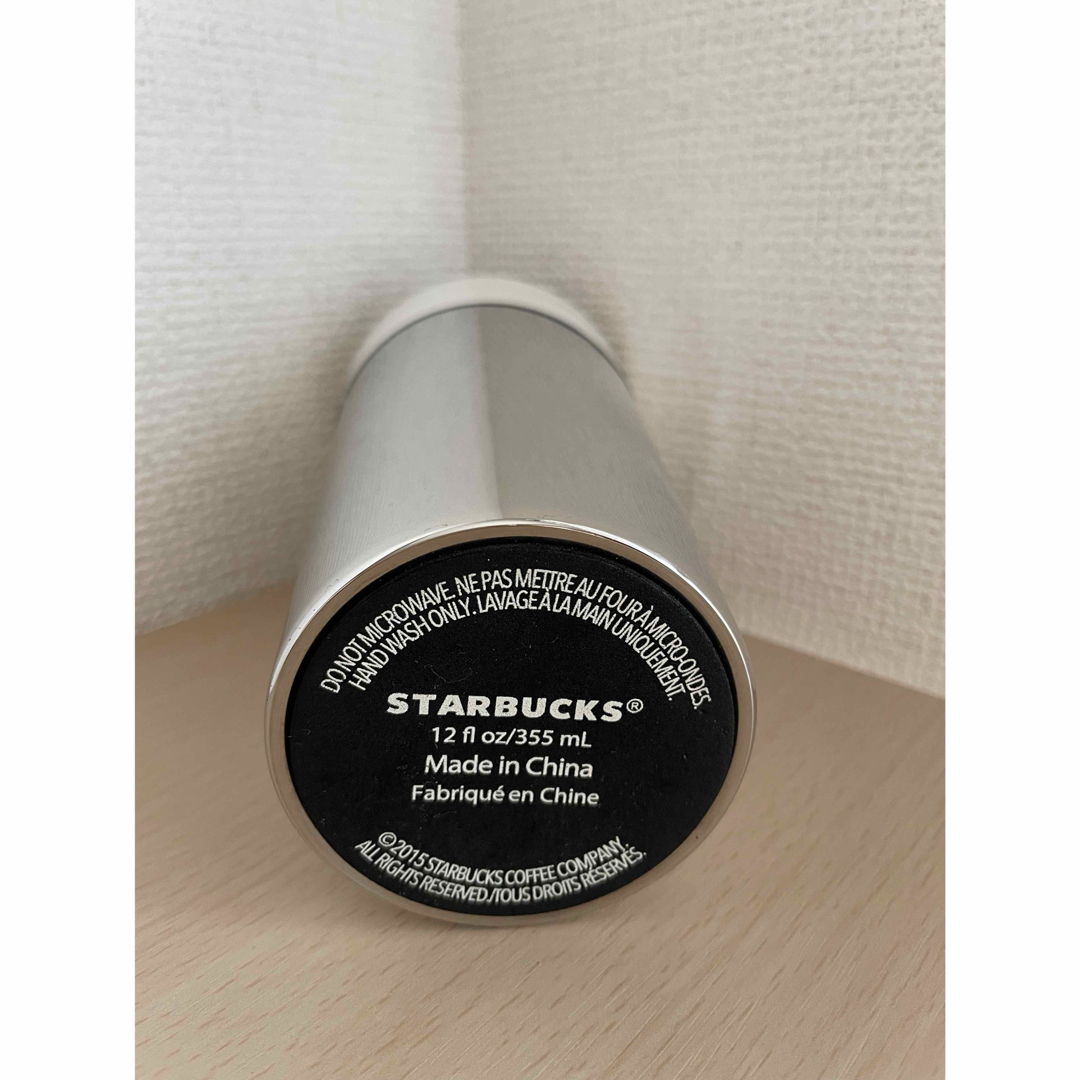 DO NOT MICROWAVE. NE PAS METTRE AU FOUR À MICRO-ONDES.
HAND WASH ONLY. LAVAGE À LA MAIN UNIQUEMENT.
STARBUCKS®
12 fl oz/355 mL
Made in China
Fabriqué en Chine
©2015 STARBUCKS COFFEE COMPANY.
ALL RIGHTS RESERVED./TOUS DROITS RÉSERVÉS.